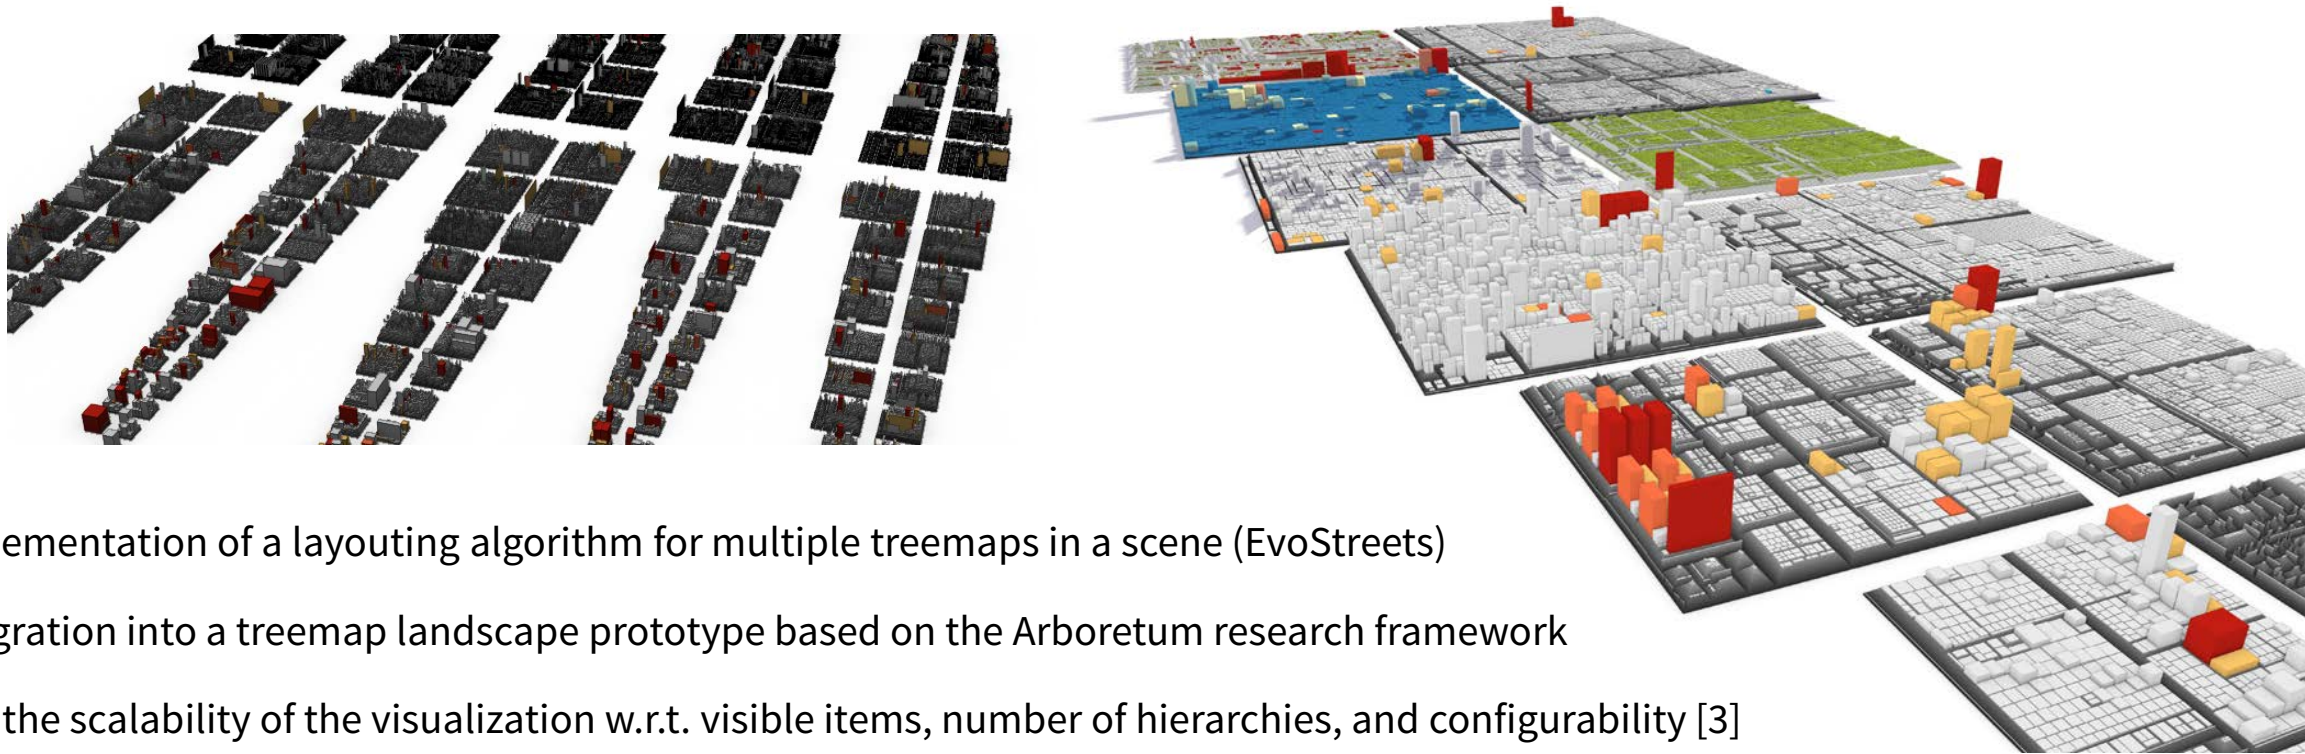 ementation of a layouting algorithm for multiple treemaps in a scene (EvoStreets)
gration into a treemap landscape prototype based on the Arboretum research framework
the scalability of the visualization w.r.t. visible items, number of hierarchies, and configurability [3]